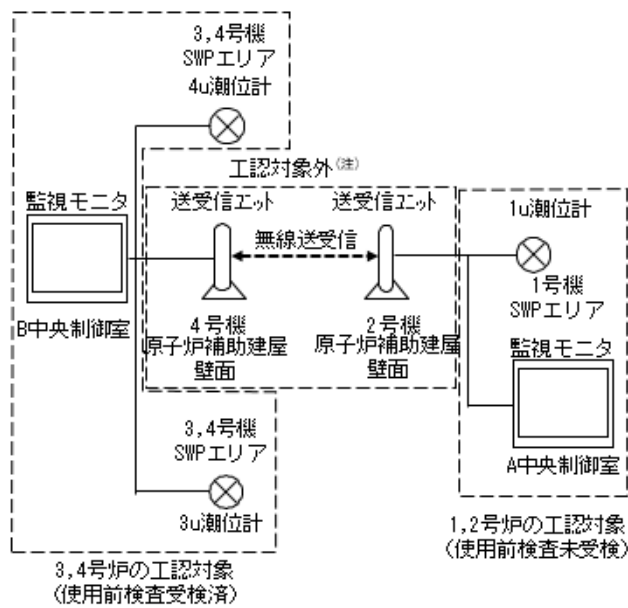 3,4号機
SWPエリア
4u潮位計
工認対象外(注)
監視モニタ
送受信ユニット
送受信ユニット
1u潮位計
無線送受信
B中央制御室
4号機
原子炉補助建屋
壁面
2号機
原子炉補助建屋
壁面
1号機
SWPエリア
監視モニタ
A中央制御室
3,4号機
SWPエリア
3u潮位計
1,2号炉の工認対象
(使用前検査未受検)
3,4号炉の工認対象
(使用前検査受検済)